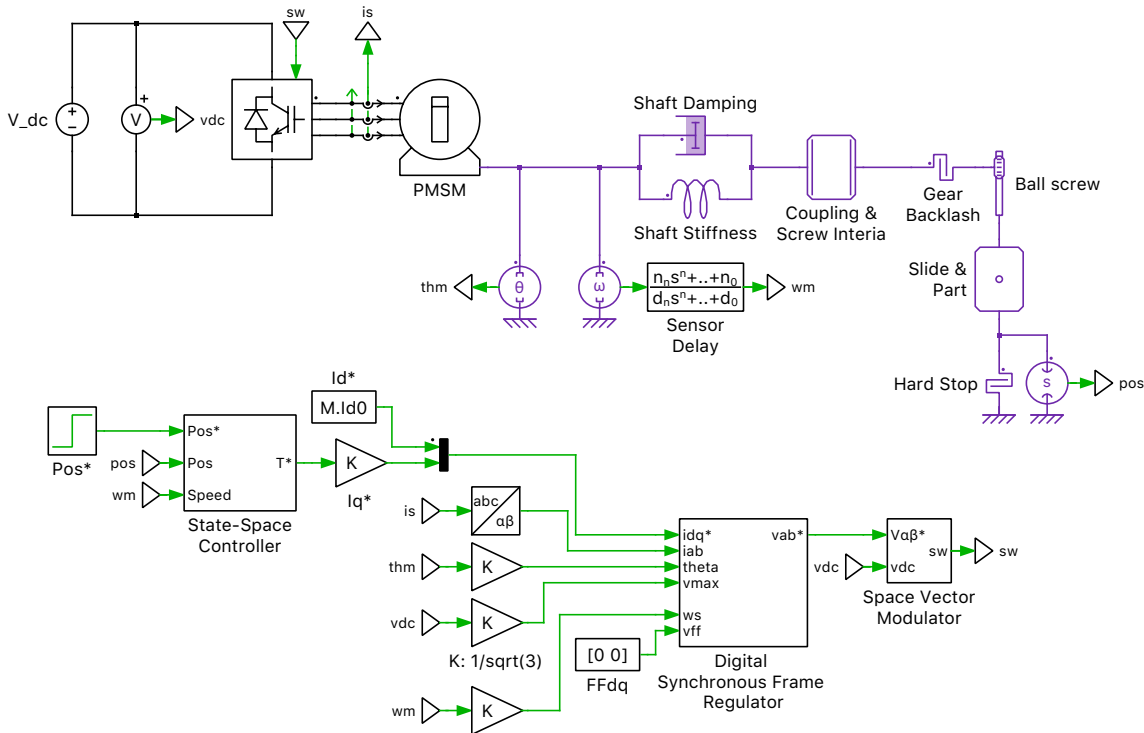 sw
is
V_dc
V
vdc
PMSM
Shaft Damping
Shaft Stiffness
Coupling &
Screw Interia
Gear
Backlash
Ball screw
Slide &
Part
thm
θ
ω
nₙsⁿ+..+n₀
dₙsⁿ+..+d₀
wm
Sensor
Delay
Hard Stop
s
pos
Id*
M.Id0
Pos*
pos
wm
Pos*
Pos
Speed
T*
State-Space
Controller
K
Iq*
is
abc
αβ
thm
K
vdc
K
K: 1/sqrt(3)
wm
K
[0 0]
FFdq
idq*
iab
theta
vmax
ws
vff
vab*
Digital
Synchronous Frame
Regulator
vdc
Vαβ*
vdc
sw
sw
Space Vector
Modulator